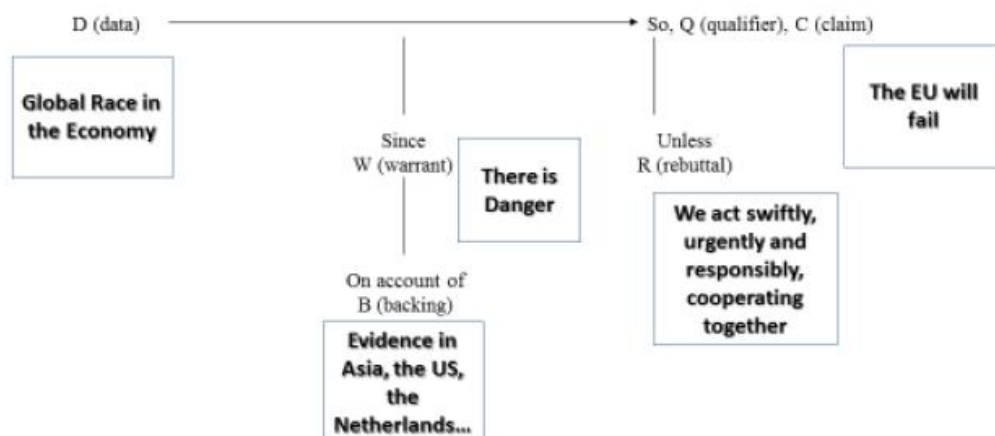 D (data)
So, Q (qualifier), C (claim)
Global Race in
the Economy
The EU will
fail
Since
W (warrant)
There is
Danger
Unless
R (rebuttal)
We act swiftly,
urgently and
responsibly,
cooperating
together
On account of
B (backing)
Evidence in
Asia, the US,
the
Netherlands...